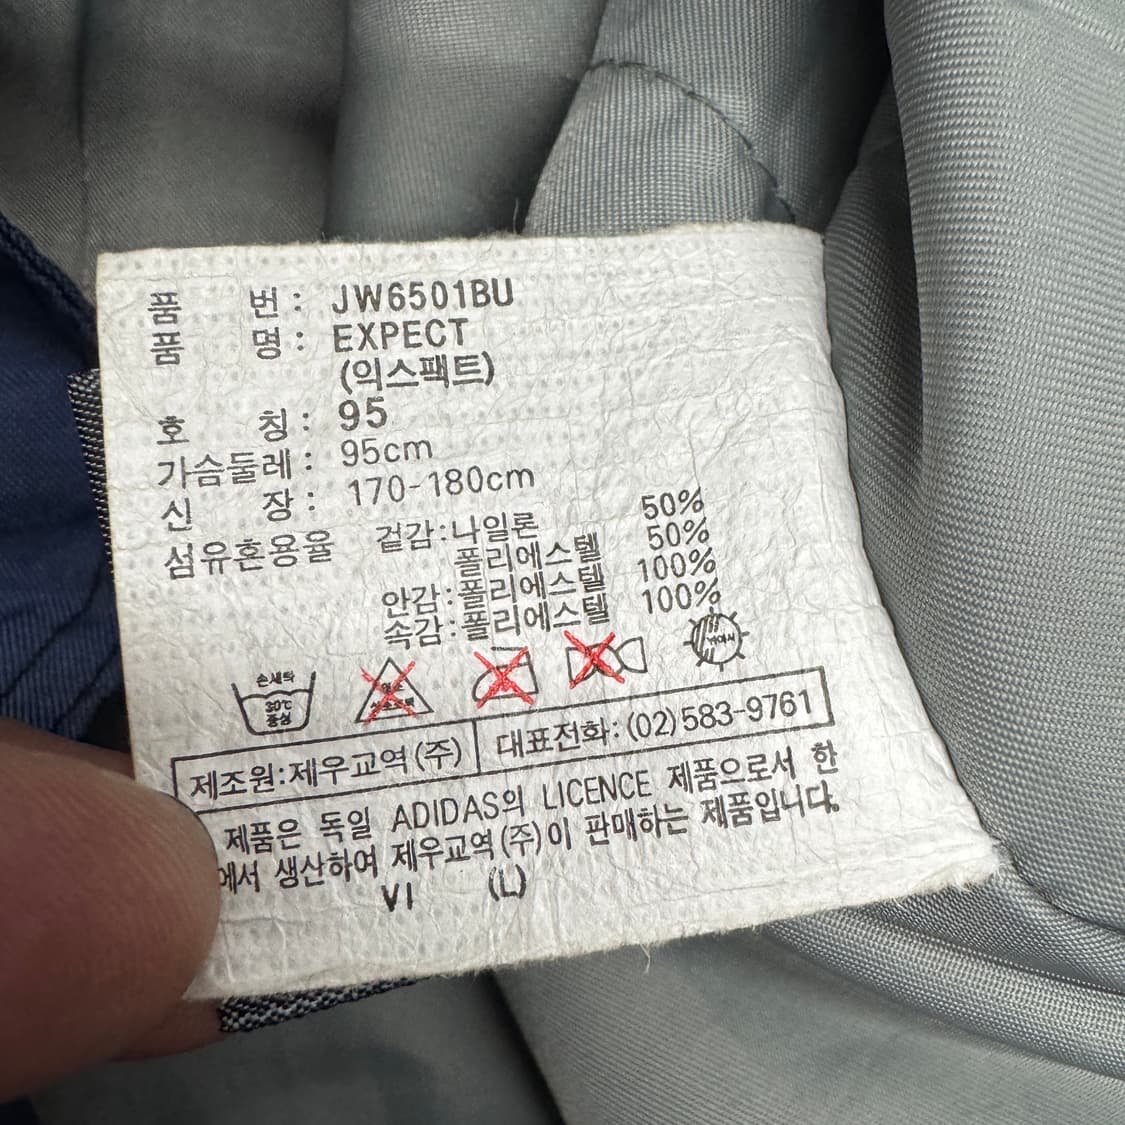 품 번 : JW6501BU
품 명 : EXPECT
(익스팩트)
호 칭 : 95
가슴둘레 : 95cm
신 장 : 170-180cm
섬유혼용율 겉감:나일론 50%
폴리에스텔 50%
안감:폴리에스텔 100%
속감:폴리에스텔 100%
손세탁
30℃
중성
제조원:제우교역(주) 대표전화:(02)583-9761
제품은 독일 ADIDAS의 LICENCE 제품으로서 한
에서 생산하여 제우교역(주)이 판매하는 제품입니다.
VI (L)